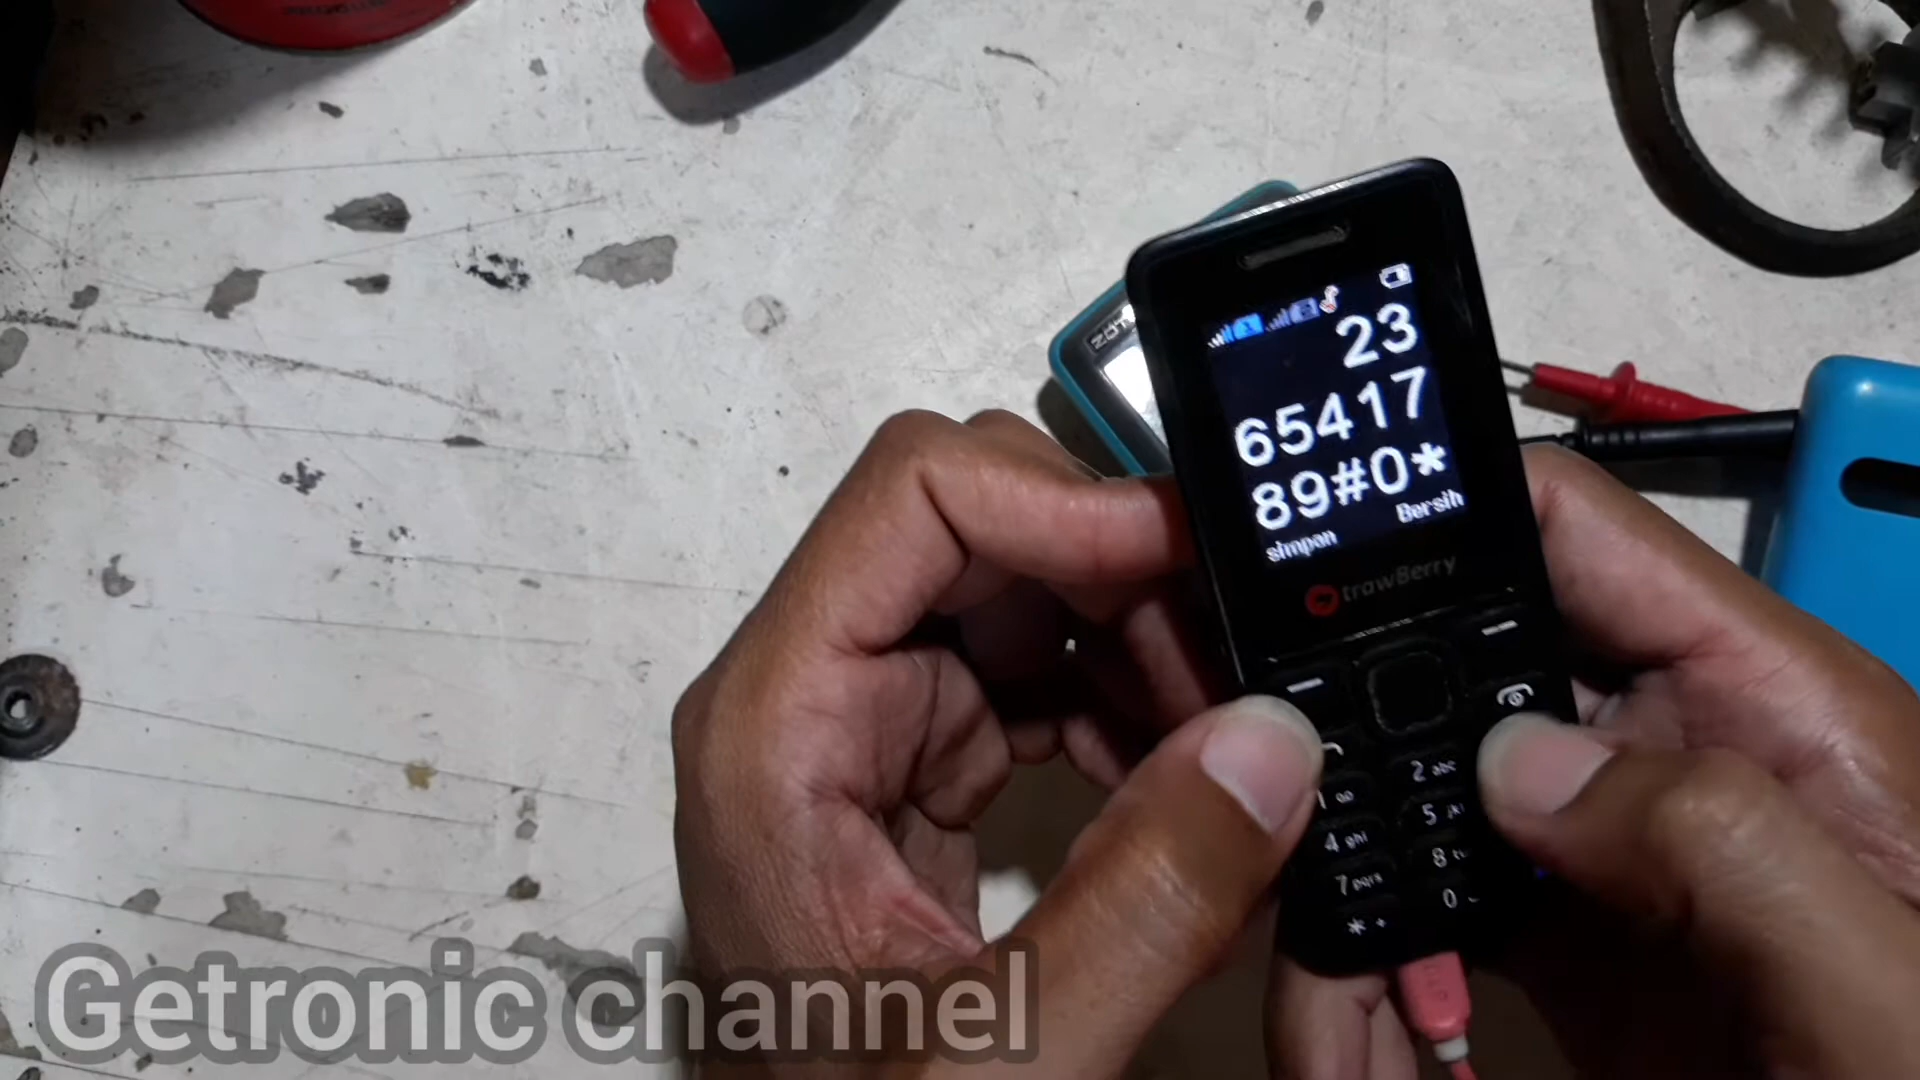 23
65417
89#0*
Bersih
simpan
trawBerry
2 abc
4 ghi
5
7 pqrs
8
0
* +
Getronic channel